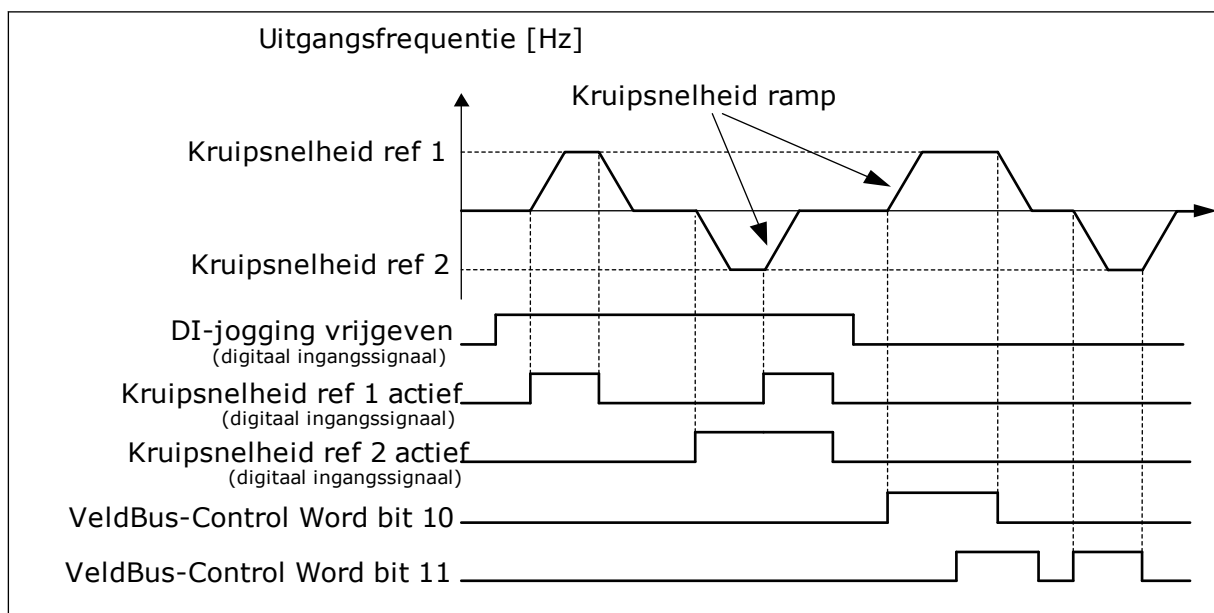 Uitgangsfrequentie [Hz]
Kruipsnelheid ramp
Kruipsnelheid ref 1
Kruipsnelheid ref 2
DI-jogging vrijgeven
(digitaal ingangssignaal)
Kruipsnelheid ref 1 actief
(digitaal ingangssignaal)
Kruipsnelheid ref 2 actief
(digitaal ingangssignaal)
VeldBus-Control Word bit 10
VeldBus-Control Word bit 11